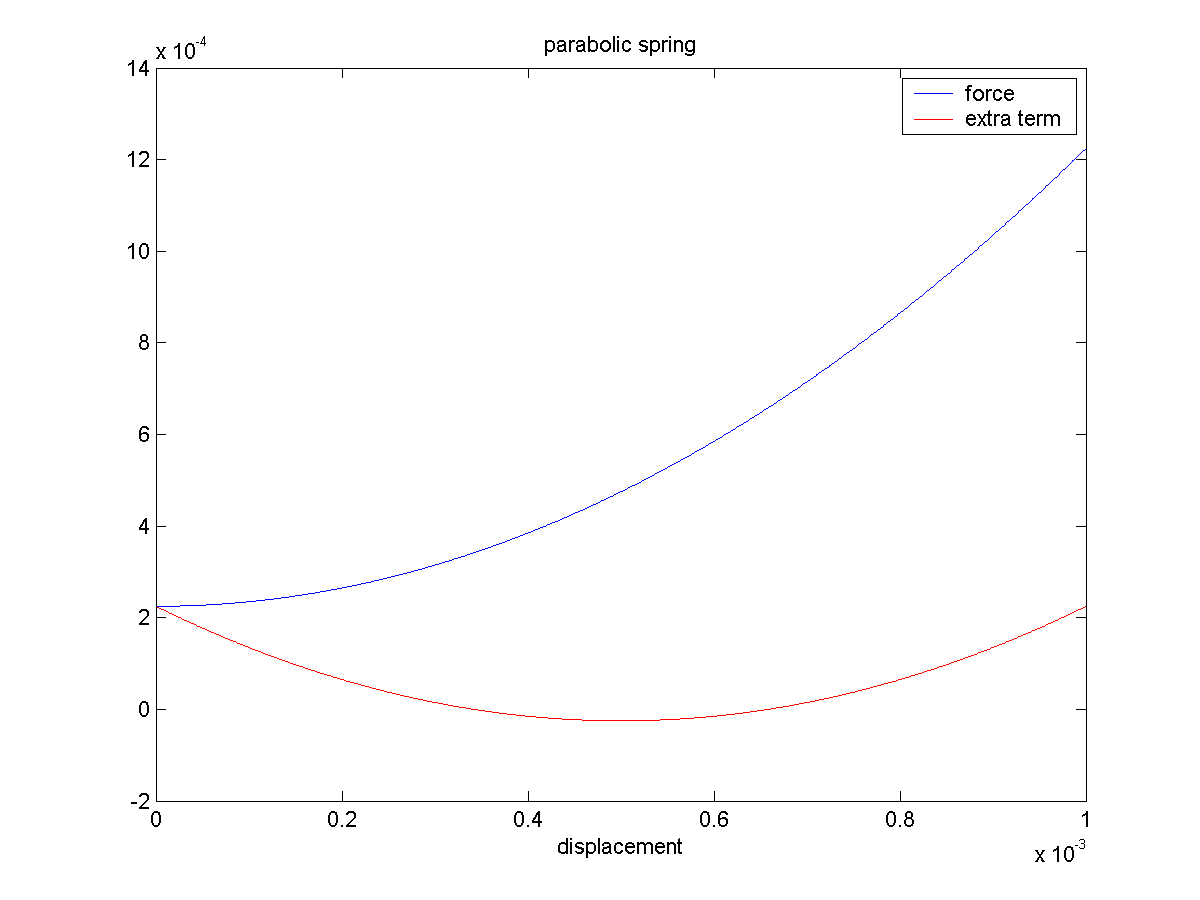 parabolic spring
x 10-4
14
12
10
8
6
4
2
0
-2
force
extra term
0 0.2 0.4 0.6 0.8 1
displacement
x 10-3